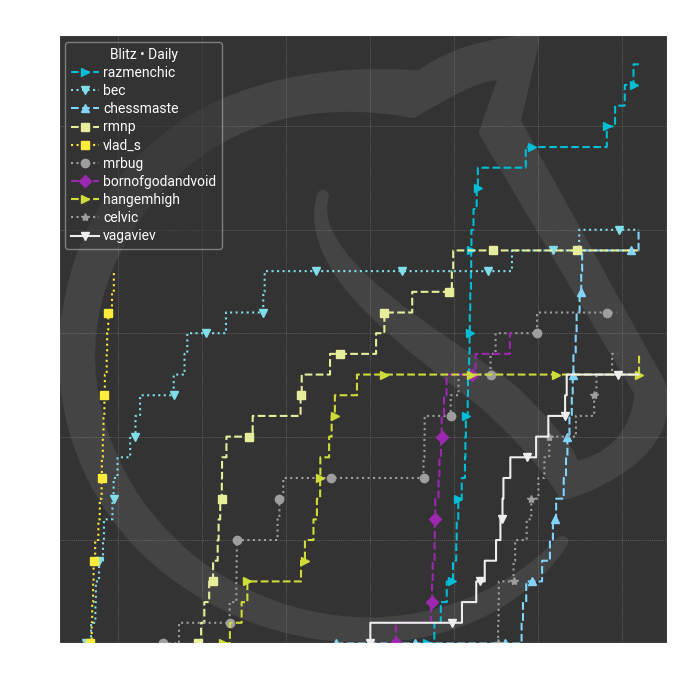 Blitz • Daily
razmenchic
bec
chessmaste
rmnp
vlad_s
mrbug
bornofgodandvoid
hangemhigh
celvic
vagaviev